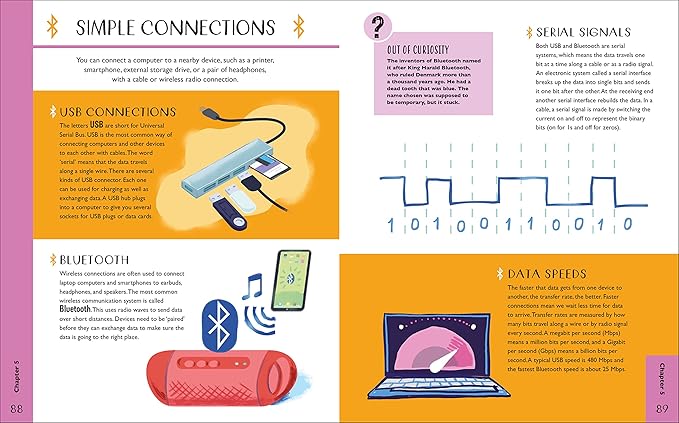 SIMPLE CONNECTIONS
You can connect a computer to a nearby device, such as a printer,
smartphone, external storage drive, or a pair of headphones,
with a cable or wireless radio connection.
USB CONNECTIONS
The letters USB are short for Universal
Serial Bus. USB is the most common way of
connecting computers and other devices
to each other with cables. The word
'serial' means that the data travels
along a single wire. There are several
kinds of USB connector. Each one
can be used for charging as well as
exchanging data. A USB hub plugs
into a computer to give you several
sockets for USB plugs or data cards.
BLUETOOTH
Wireless connections are often used to connect
laptop computers and smartphones to earbuds,
headphones, and speakers. The most common
wireless communication system is called
Bluetooth. This uses radio waves to send data
over short distances. Devices need to be 'paired'
before they can exchange data to make sure the
data is going to the right place.
Chapter 5
88
?
OUT OF CURIOSITY
The inventors of Bluetooth named
it after King Harald Bluetooth,
who ruled Denmark more than
a thousand years ago. He had a
dead tooth that was blue. The
name chosen was supposed to
be temporary, but it stuck.
SERIAL SIGNALS
Both USB and Bluetooth are serial
systems, which means the data travels one
bit at a time along a cable or as a radio signal.
An electronic system called a serial interface
breaks up the data into single bits and sends
it one bit after the other. At the receiving end
another serial interface rebuilds the data. In a
cable, a serial signal is made by switching the
current on and off to represent the binary
bits (on for 1s and off for zeros).
1 0 1 0 0 1 1 0 0 1 0
DATA SPEEDS
The faster that data gets from one device to
another, the transfer rate, the better. Faster
connections mean we wait less time for data
to arrive. Transfer rates are measured by how
many bits travel along a wire or by radio signal
every second. A megabit per second (Mbps)
means a million bits per second, and a Gigabit
per second (Gbps) means a billion bits per
second. A typical USB speed is 480 Mbps and
the fastest Bluetooth speed is about 25 Mbps.
Chapter 5
89